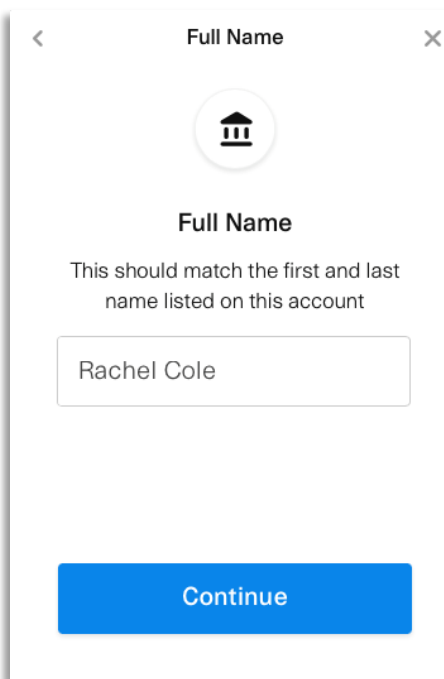 Full Name
Full Name
This should match the first and last
name listed on this account
Rachel Cole
Continue